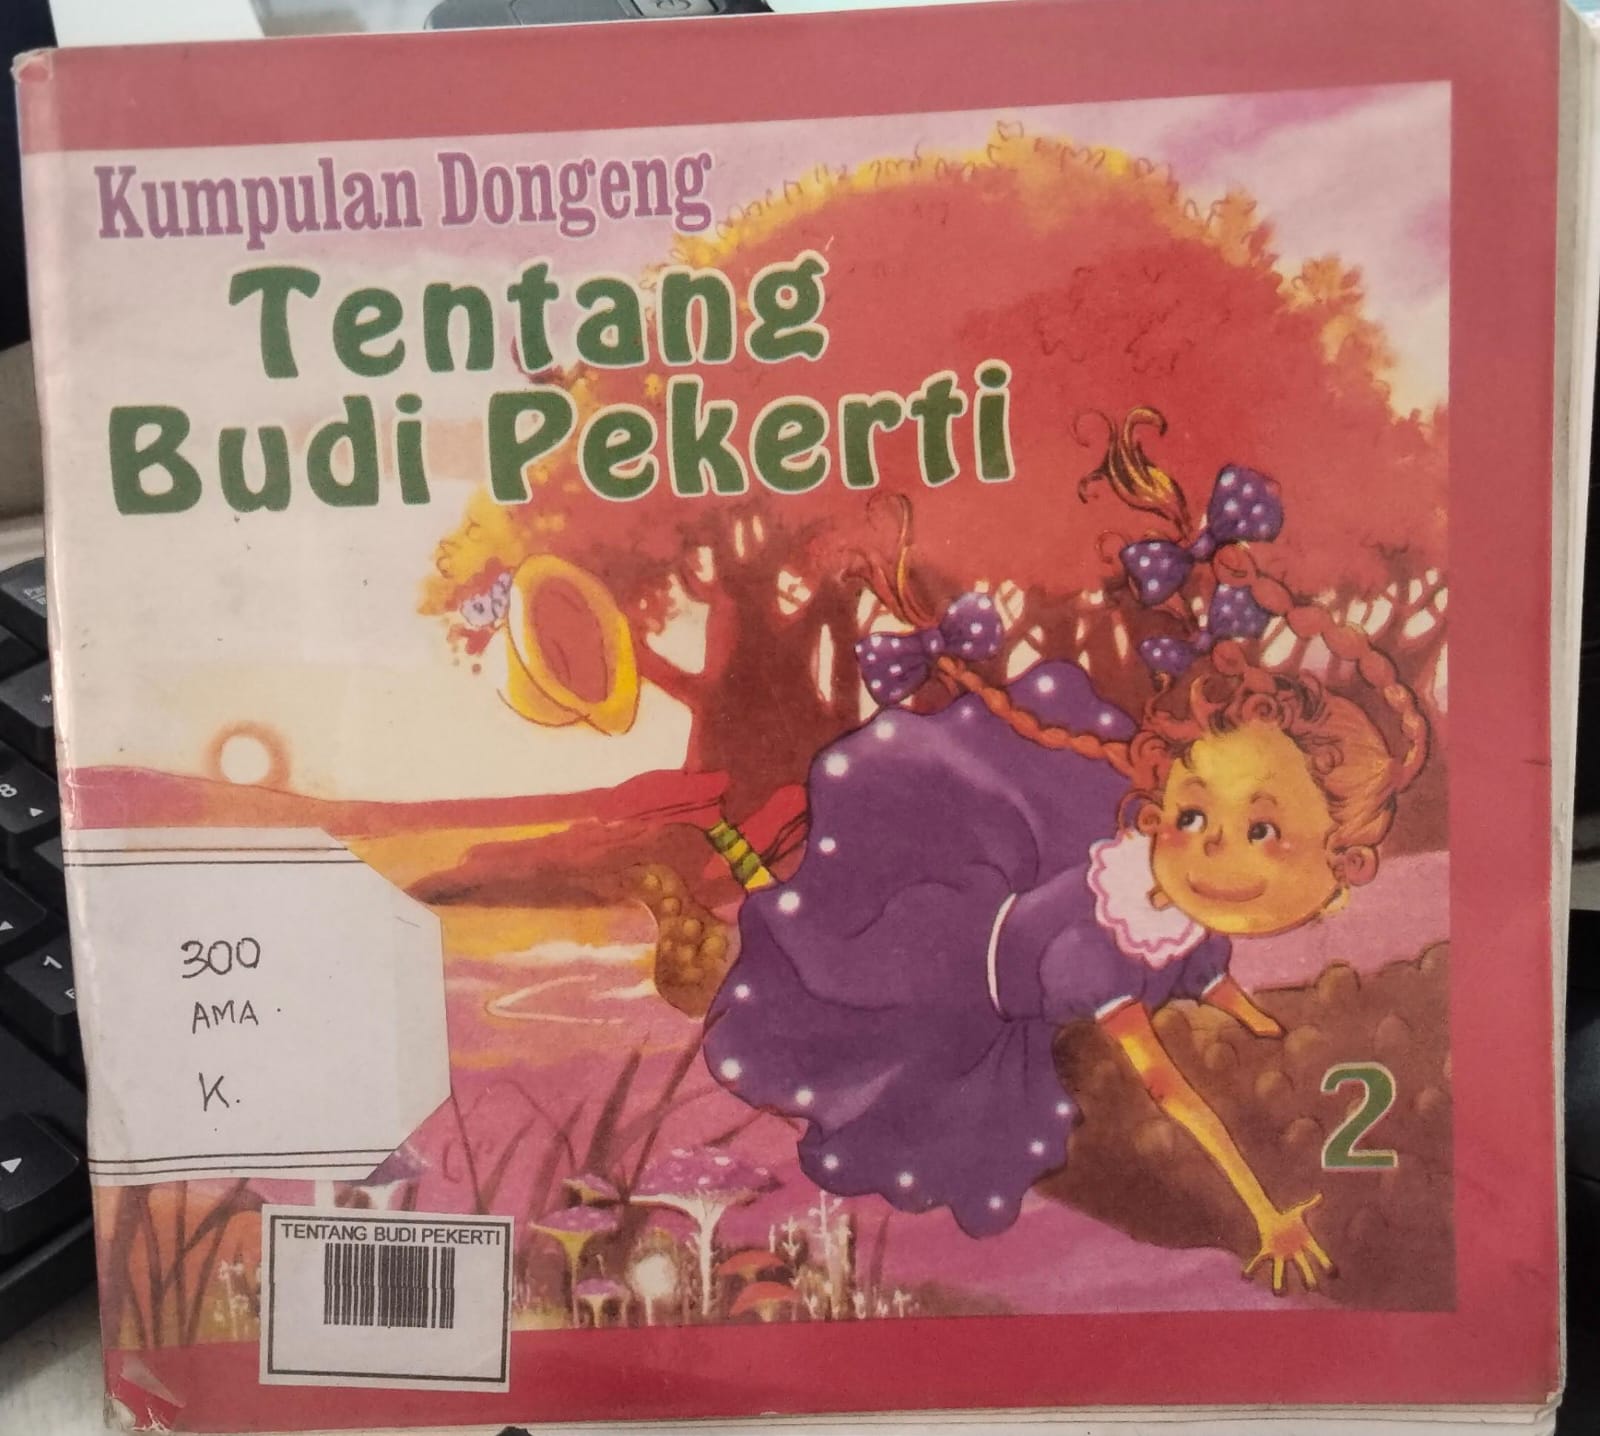 Kumpulan Dongeng
Tentang
Budi Pekerti
300
AMA
K.
2
TENTANG BUDI PEKERTI